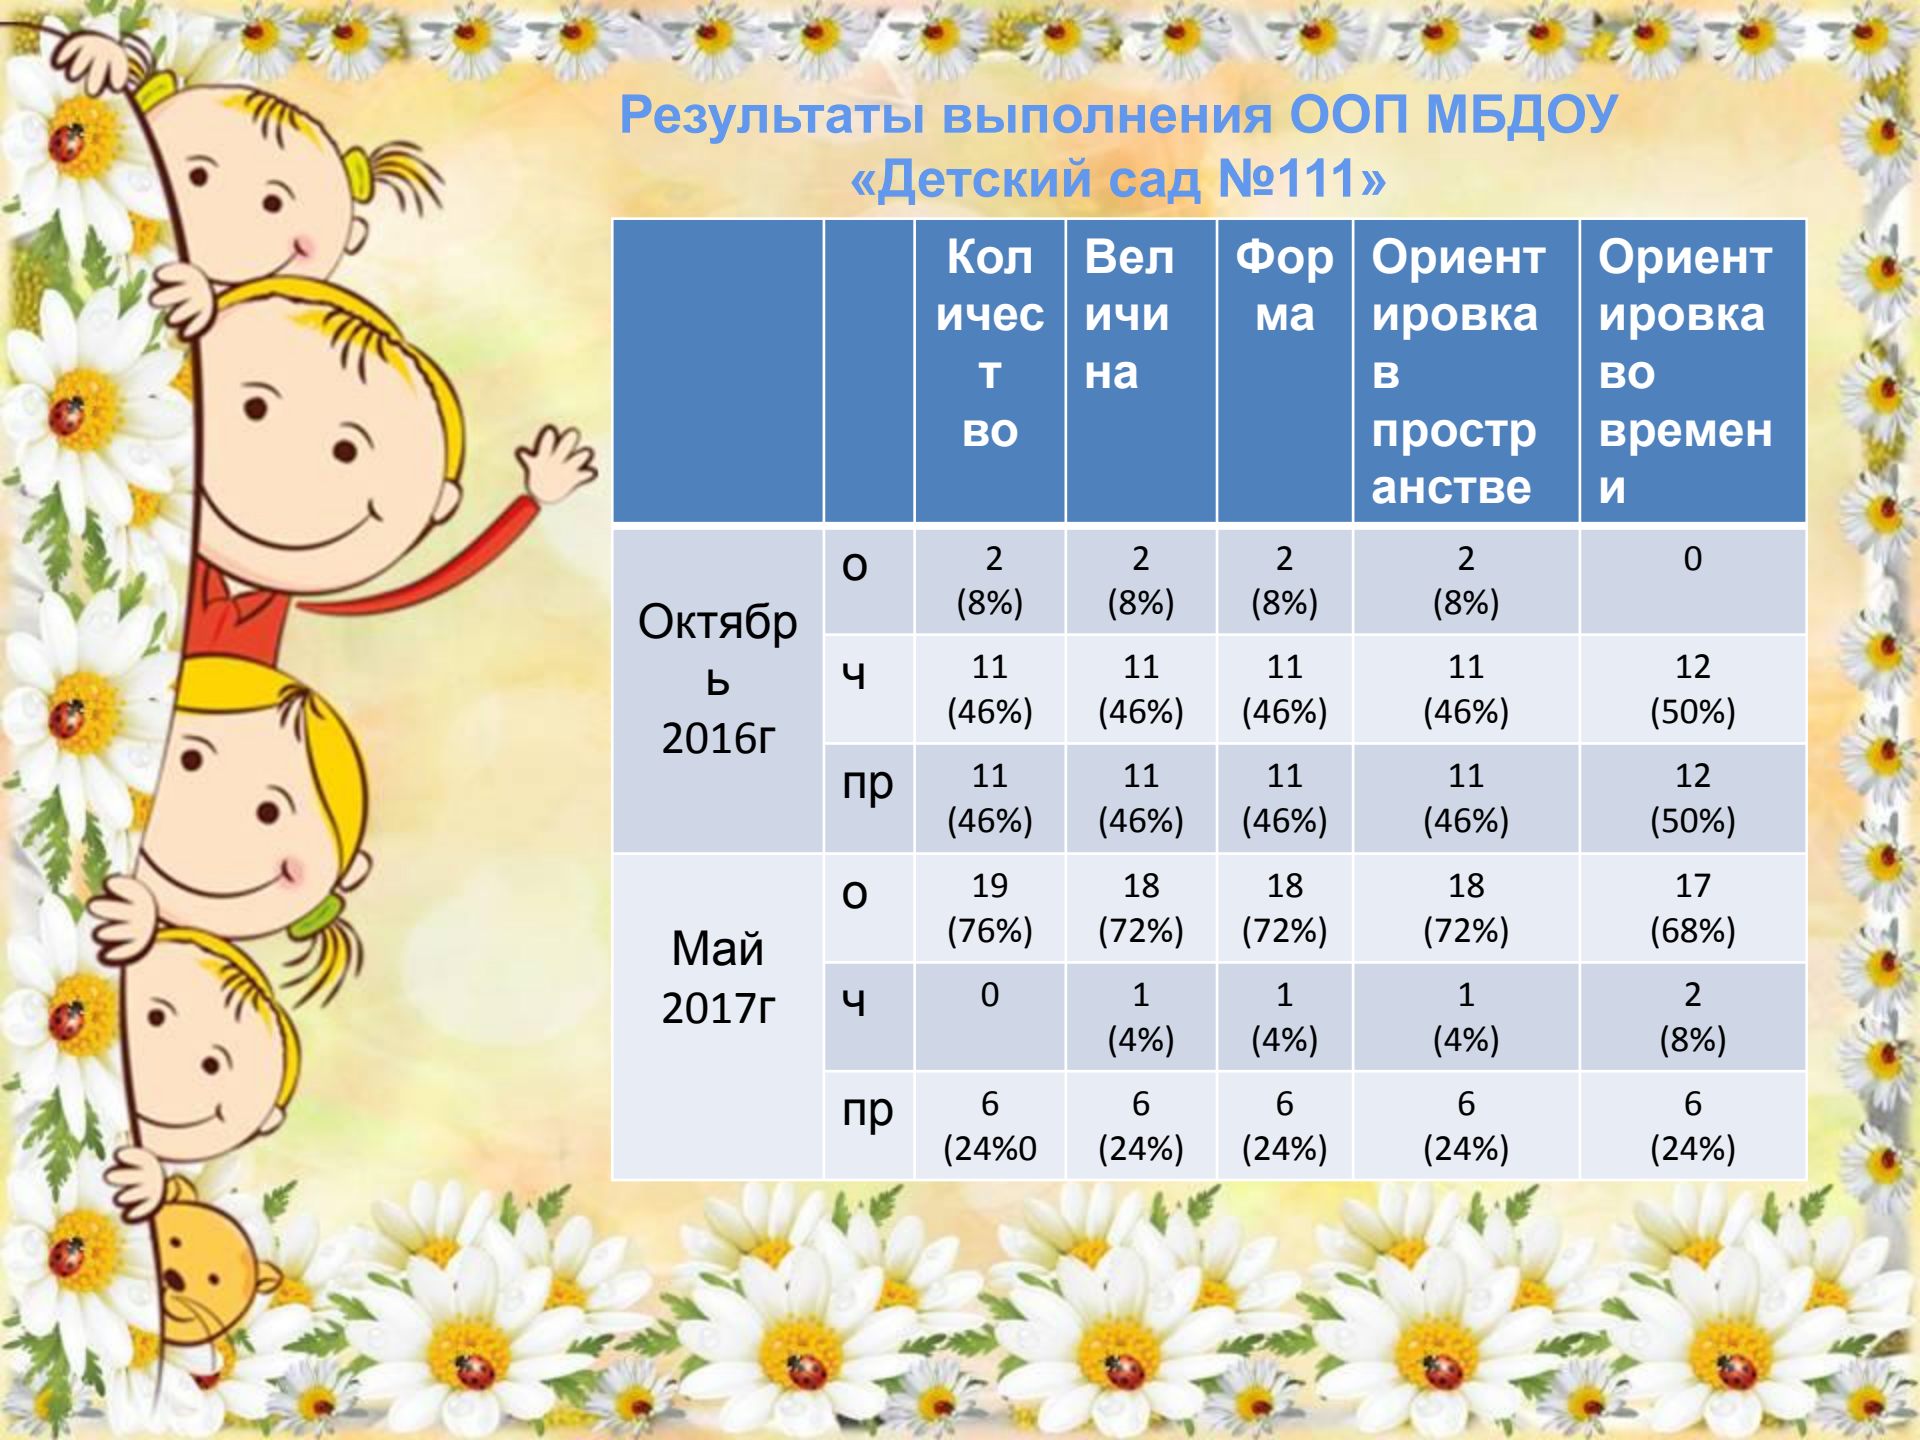 Результаты выполнения ООП МБДОУ
«Детский сад №111»
Кол
ичес
т
во
Вел
ичи
на
Фор
ма
Ориент
ировка
в
простр
анстве
Ориент
ировка
во
времен
и
Октябр
ь
2016г
о
2
(8%)
2
(8%)
2
(8%)
2
(8%)
0
ч
11
(46%)
11
(46%)
11
(46%)
11
(46%)
12
(50%)
пр
11
(46%)
11
(46%)
11
(46%)
11
(46%)
12
(50%)
Май
2017г
о
19
(76%)
18
(72%)
18
(72%)
18
(72%)
17
(68%)
ч
0
1
(4%)
1
(4%)
1
(4%)
2
(8%)
пр
6
(24%0
6
(24%)
6
(24%)
6
(24%)
6
(24%)